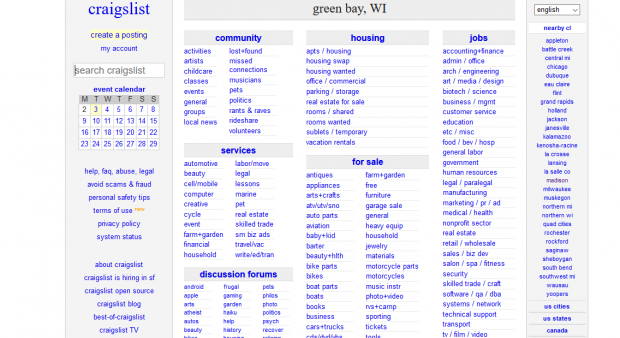 craigslist
create a posting
my account
search craigslist
event calendar
M T W T F S S
2 3 4 5 6 7 8
9 10 11 12 13 14 15
16 17 18 19 20 21 22
23 24 25 26 27 28 29
help, faq, abuse, legal
avoid scams & fraud
personal safety tips
terms of use new
privacy policy
system status
about craigslist
craigslist is hiring in sf
craigslist open source
craigslist blog
best-of-craigslist
craigslist TV
green bay, WI
community
activities
artists
childcare
classes
events
general
groups
local news
lost+found
missed
connections
musicians
pets
politics
rants & raves
rideshare
volunteers
services
automotive
beauty
cell/mobile
computer
creative
cycle
event
farm+garden
financial
household
labor/move
legal
lessons
marine
pet
real estate
skilled trade
sm biz ads
travel/vac
write/ed/tran
discussion forums
android
apple
arts
atheist
autos
beauty
bikes
frugal
gaming
garden
haiku
help
history
housing
pets
philos
photo
politics
psych
recover
religion
housing
apts / housing
housing swap
housing wanted
office / commercial
parking / storage
real estate for sale
rooms / shared
rooms wanted
sublets / temporary
vacation rentals
for sale
antiques
appliances
arts+crafts
atv/utv/sno
auto parts
aviation
baby+kid
barter
beauty+hlth
bike parts
bikes
boat parts
boats
books
business
cars+trucks
cds/dvd/vhs
farm+garden
free
furniture
garage sale
general
heavy equip
household
jewelry
materials
motorcycle parts
motorcycles
music instr
photo+video
rvs+camp
sporting
tickets
tools
jobs
accounting+finance
admin / office
arch / engineering
art / media / design
biotech / science
business / mgmt
customer service
education
etc / misc
food / bev / hosp
general labor
government
human resources
legal / paralegal
manufacturing
marketing / pr / ad
medical / health
nonprofit sector
real estate
retail / wholesale
sales / biz dev
salon / spa / fitness
security
skilled trade / craft
software / qa / dba
systems / network
technical support
transport
tv / film / video
english
nearby cl
appleton
battle creek
central mi
chicago
dubuque
eau claire
flint
grand rapids
holland
jackson
janesville
kalamazoo
kenosha-racine
la crosse
lansing
la salle co
madison
milwaukee
muskegon
northern mi
northern wi
quad cities
rochester
rockford
saginaw
sheboygan
south bend
southwest mi
wausau
yoopers
us cities
us states
canada